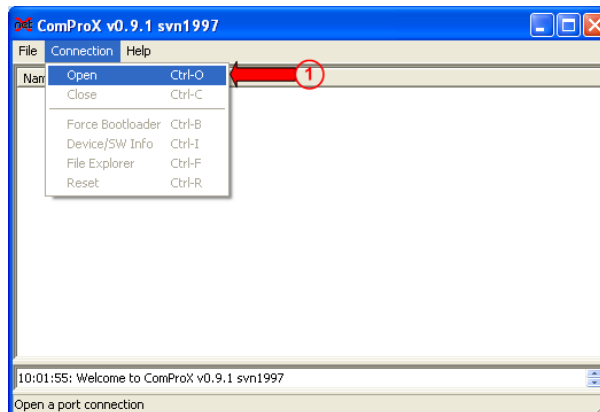 ComProX v0.9.1 svn1997
File Connection Help
Nam
Open Ctrl-O
1
Close Ctrl-C
Force Bootloader Ctrl-B
Device/SW Info Ctrl-I
File Explorer Ctrl-F
Reset Ctrl-R
10:01:55: Welcome to ComProX v0.9.1 svn1997
Open a port connection